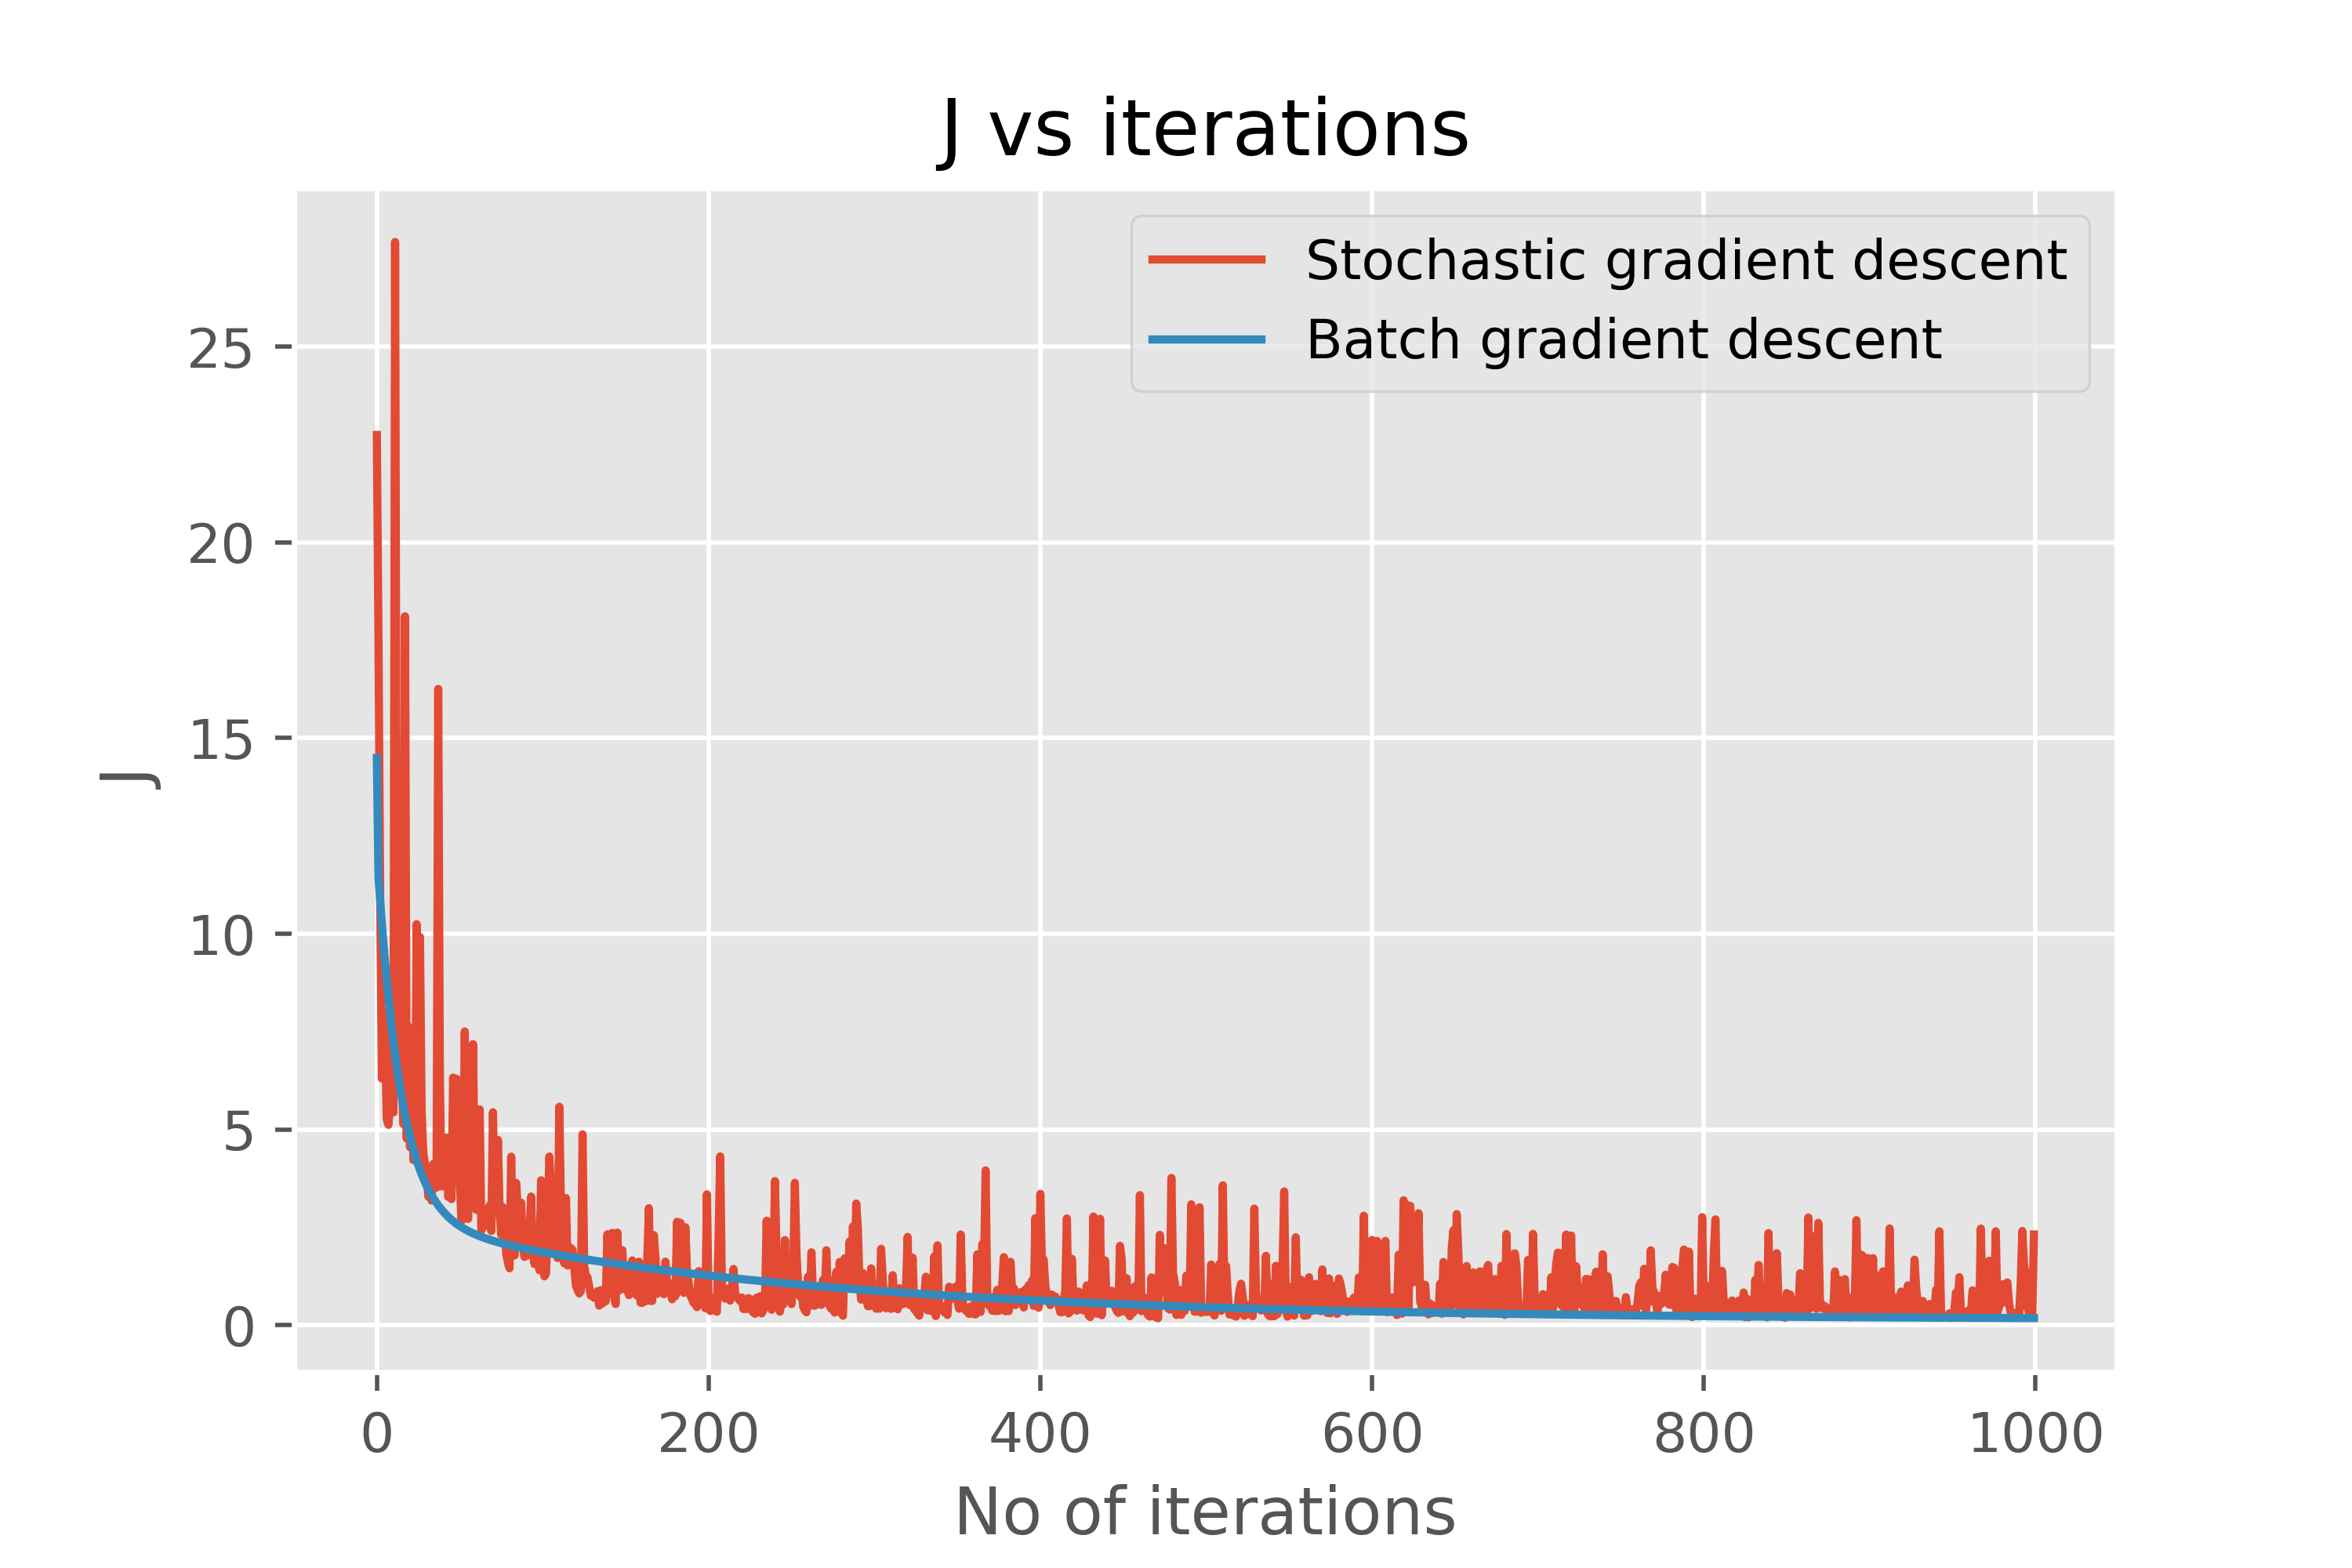 J vs iterations
Stochastic gradient descent
Batch gradient descent
25
20
15
10
5
0
J
0 200 400 600 800 1000
No of iterations